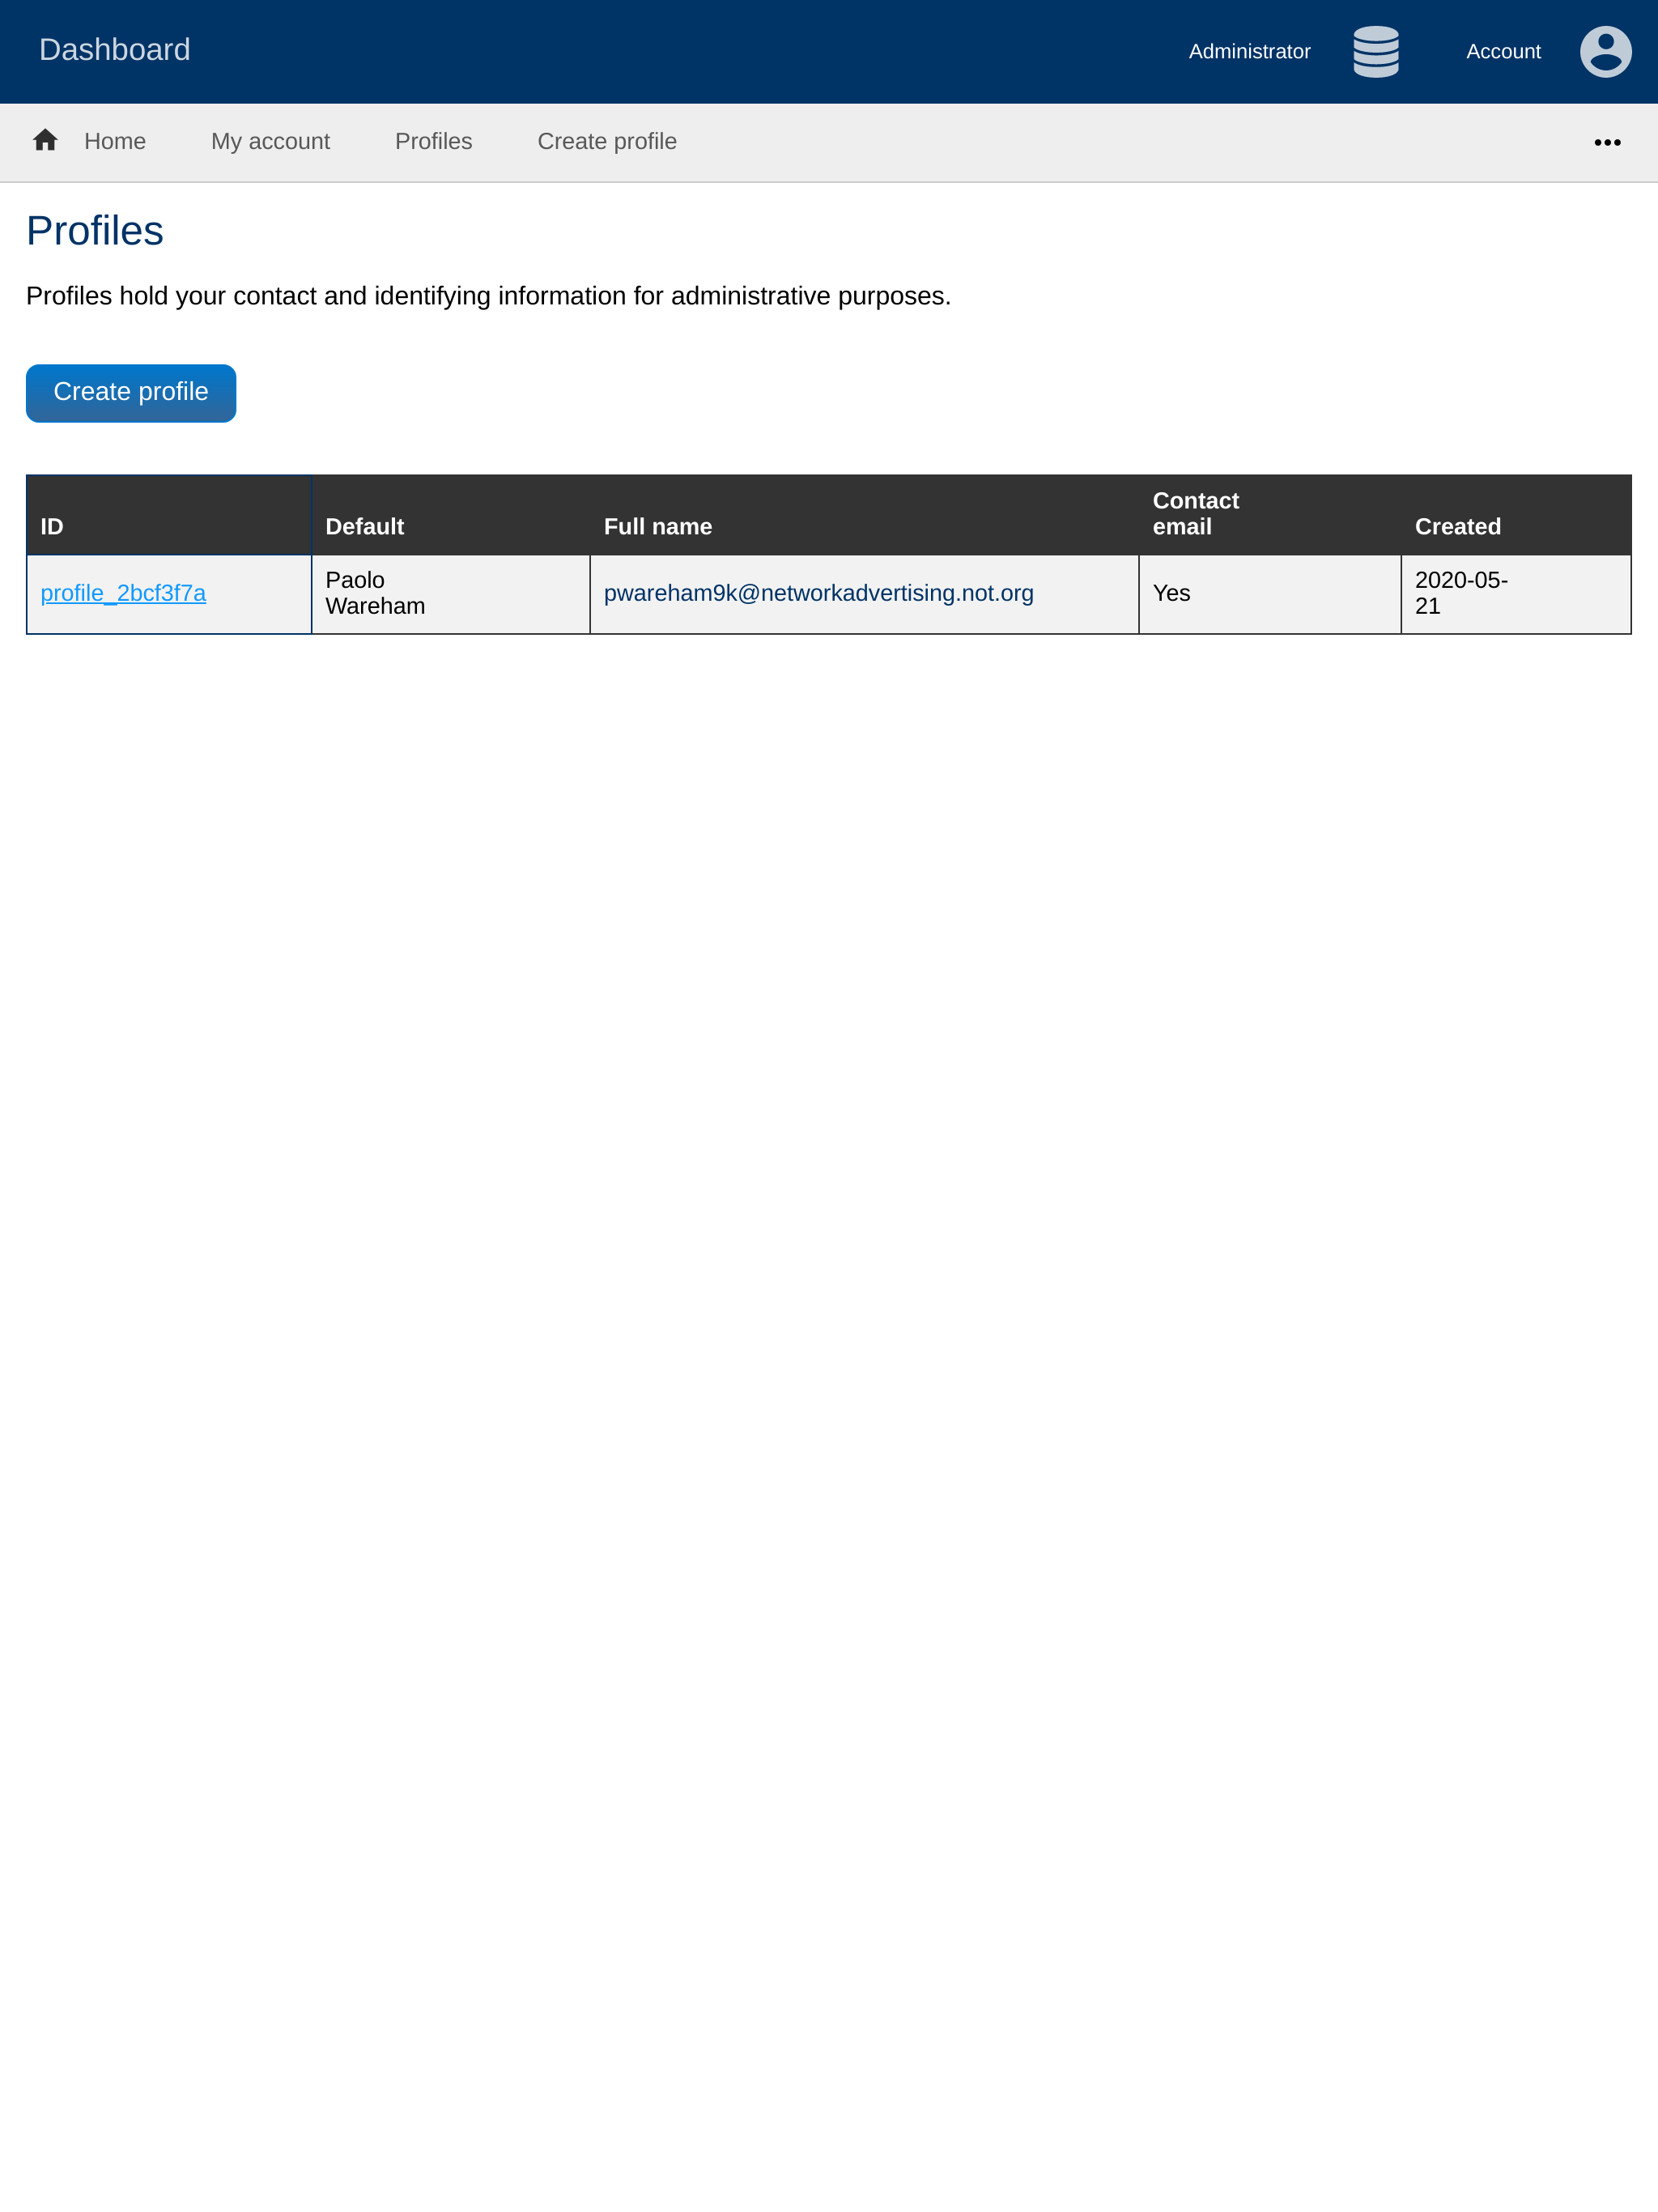 Dashboard
Administrator
Account
Home
My account
Profiles
Create profile
Profiles
Profiles hold your contact and identifying information for administrative purposes.
Create profile
ID
Default
Full name
Contact
email
Created
profile_2bcf3f7a
Paolo
Wareham
pwareham9k@networkadvertising.not.org
Yes
2020-05-
21